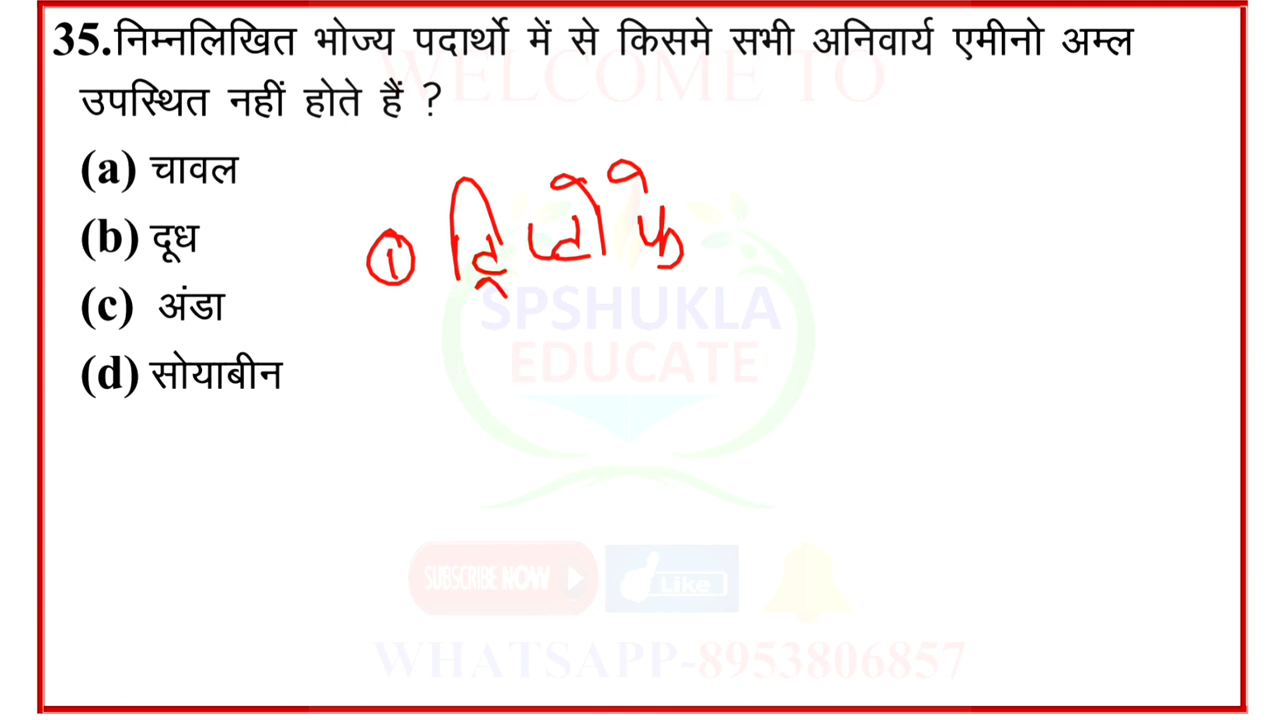 35.निम्नलिखित भोज्य पदार्थो में से किसमे सभी अनिवार्य एमीनो अम्ल
उपस्थित नहीं होते हैं ?
(a) चावल
(b) दूध
(c) अंडा
(d) सोयाबीन
① ट्रिप्टोफे
WELCOME TO
SPSHUKLA
EDUCATE
SUBSCRIBE NOW
Like
WHATSAPP-8953806857